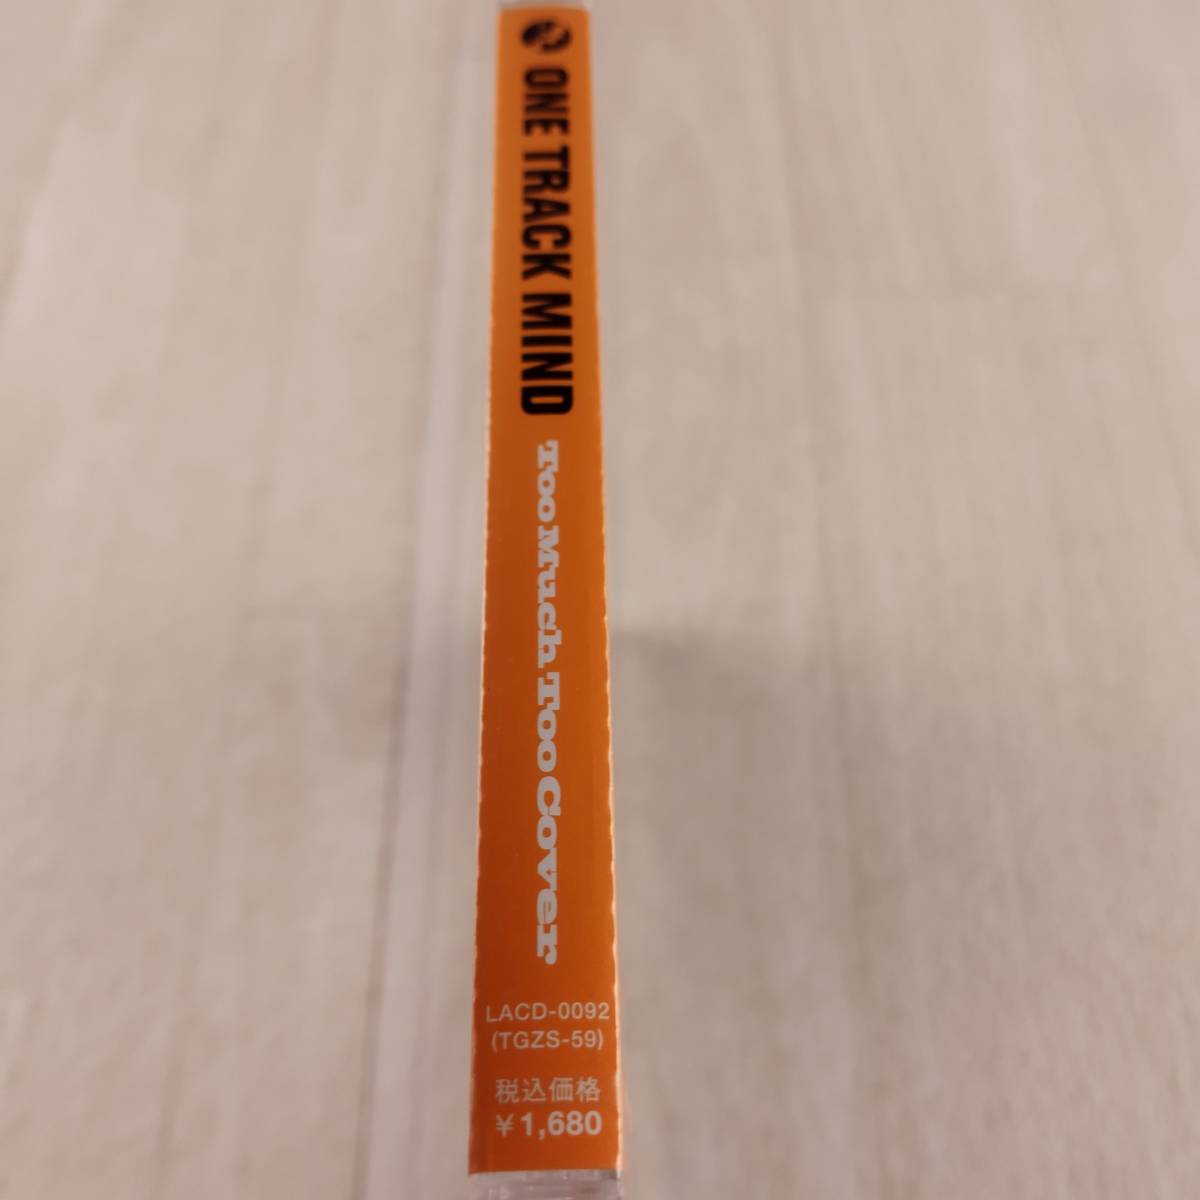 ONE TRACK MIND
Too Much Too Cover
LACD-0092
(TGZS-59)
税込価格
¥1,680